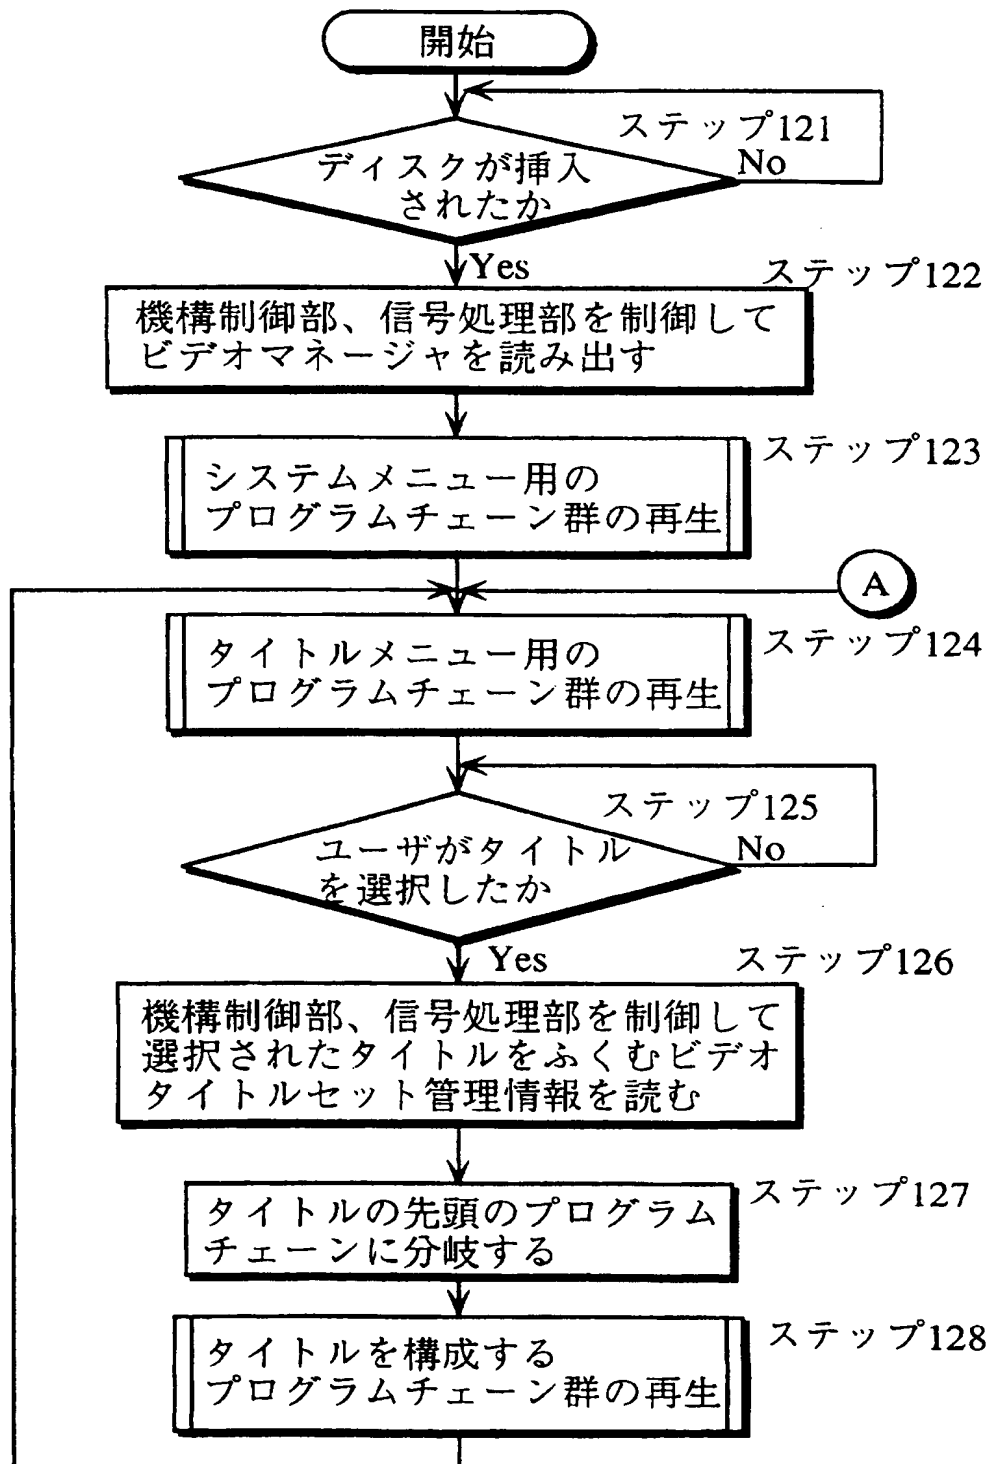 開始
ステップ121
No
ディスクが挿入
されたか
Yes
ステップ122
機構制御部、信号処理部を制御して
ビデオマネージャを読み出す
ステップ123
システムメニュー用の
プログラムチェーン群の再生
A
ステップ124
タイトルメニュー用の
プログラムチェーン群の再生
ステップ125
No
ユーザがタイトル
を選択したか
Yes
ステップ126
機構制御部、信号処理部を制御して
選択されたタイトルをふくむビデオ
タイトルセット管理情報を読む
ステップ127
タイトルの先頭のプログラム
チェーンに分岐する
ステップ128
タイトルを構成する
プログラムチェーン群の再生